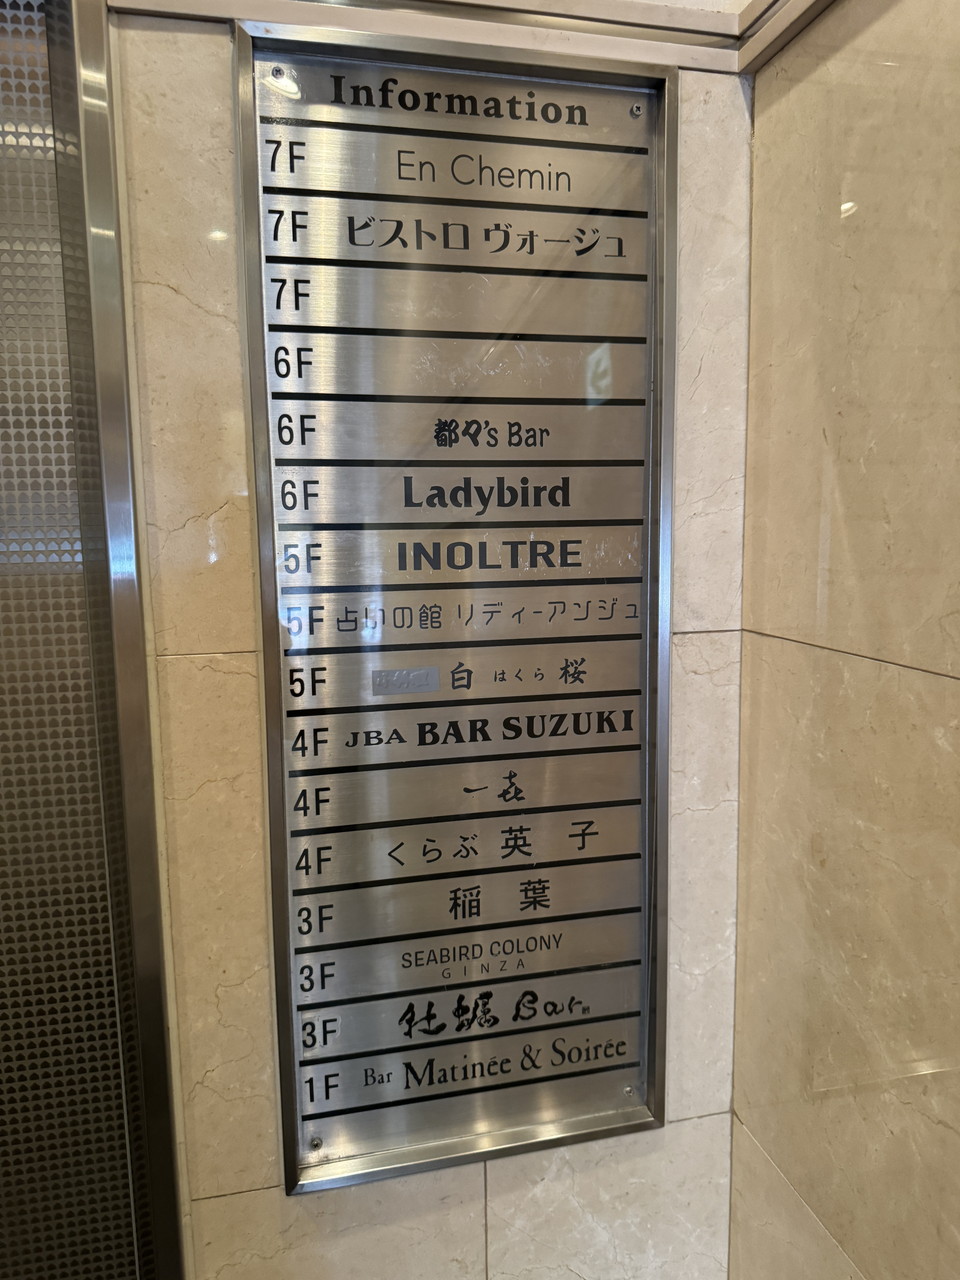 Information
7F En Chemin
7F ビストロ ヴォージュ
7F
6F
6F 都々's Bar
6F Ladybird
5F INOLTRE
5F 占いの館 リディーアンジュ
5F 白 はくら 桜
4F JBA BAR SUZUKI
4F 一㐂
4F くらぶ 英 子
3F 稲 葉
3F SEABIRD COLONY
GINZA
3F 牡蠣 Bar
1F Bar Matinée & Soirée